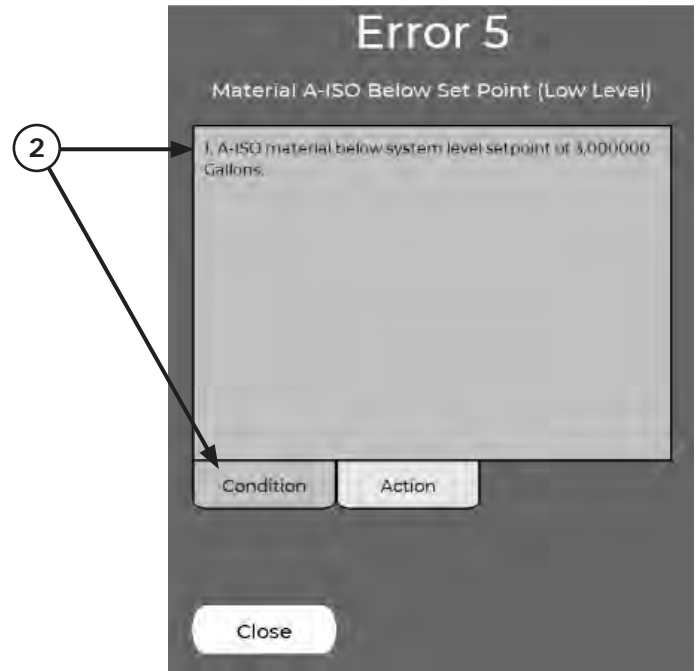 Error 5
Material A-ISO Below Set Point (Low Level)
2
1. A-ISO material below system level setpoint of 3.000000
Gallons.
Condition
Action
Close